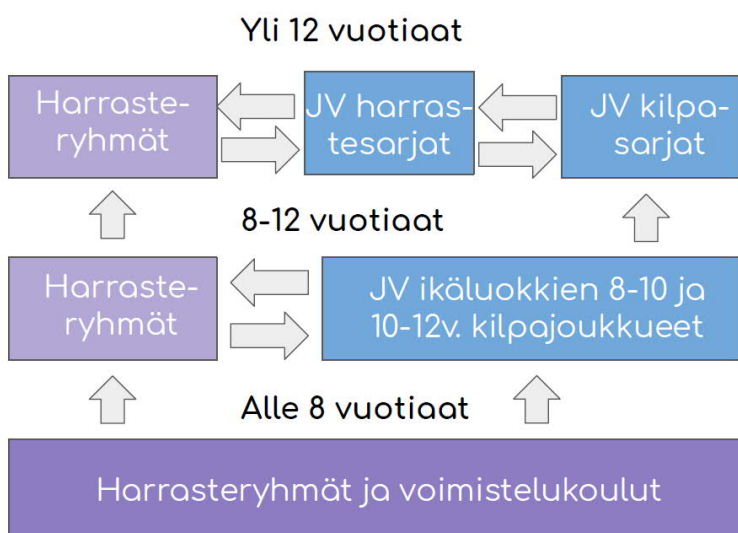 Yli 12 vuotiaat
Harraste-
ryhmät
JV harras-
tesarjat
JV kilpa-
sarjat
8-12 vuotiaat
Harraste-
ryhmät
JV ikäluokkien 8-10 ja
10-12v. kilpajoukkueet
Alle 8 vuotiaat
Harrasteryhmät ja voimistelukoulut